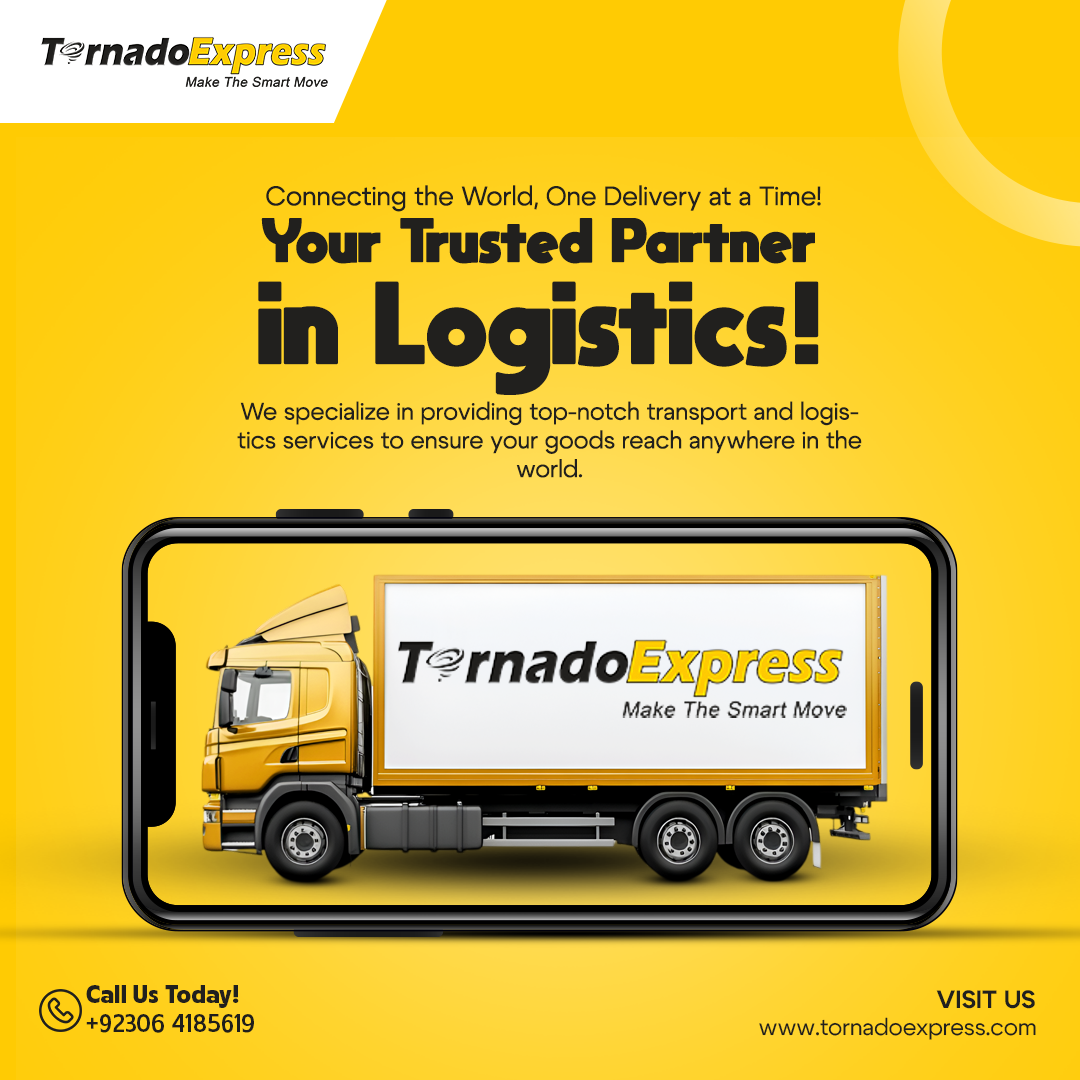 TornadoExpress
Make The Smart Move
Connecting the World, One Delivery at a Time!
Your Trusted Partner
in Logistics!
We specialize in providing top-notch transport and logis-
tics services to ensure your goods reach anywhere in the
world.
TornadoExpress
Make The Smart Move
Call Us Today!
+92306 4185619
VISIT US
www.tornadoexpress.com